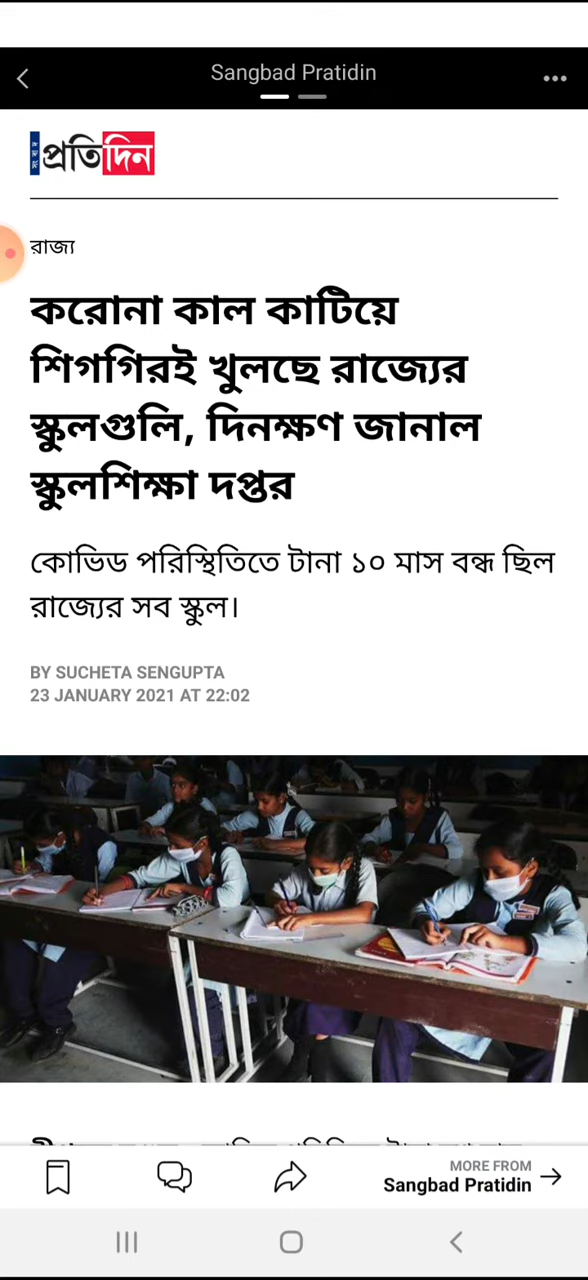 Sangbad Pratidin
প্রতিদিন
রাজ্য
করোনা কাল কাটিয়ে
শিগগিরই খুলছে রাজ্যের
স্কুলগুলি, দিনক্ষণ জানাল
স্কুলশিক্ষা দপ্তর
কোভিড পরিস্থিতিতে টানা ১০ মাস বন্ধ ছিল
রাজ্যের সব স্কুল।
BY SUCHETA SENGUPTA
23 JANUARY 2021 AT 22:02
MORE FROM
Sangbad Pratidin